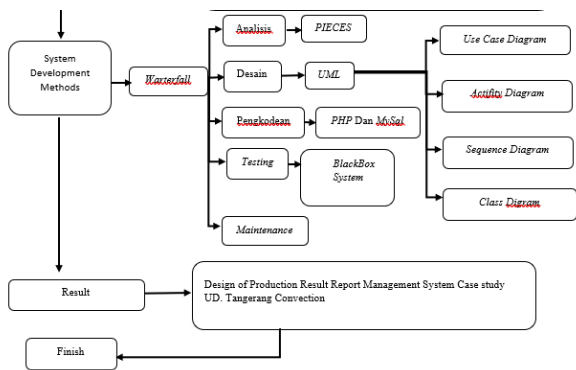 System
Development
Methods
Warterfall
Analisis
PIECES
Desain
UML
Pengkodean
PHP Dan MySal
Testing
BlackBox
System
Maintenance
Use Case Diagram
Actifity Diagram
Sequence Diagram
Class Digram
Result
Design of Production Result Report Management System Case study
UD. Tangerang Convection
Finish